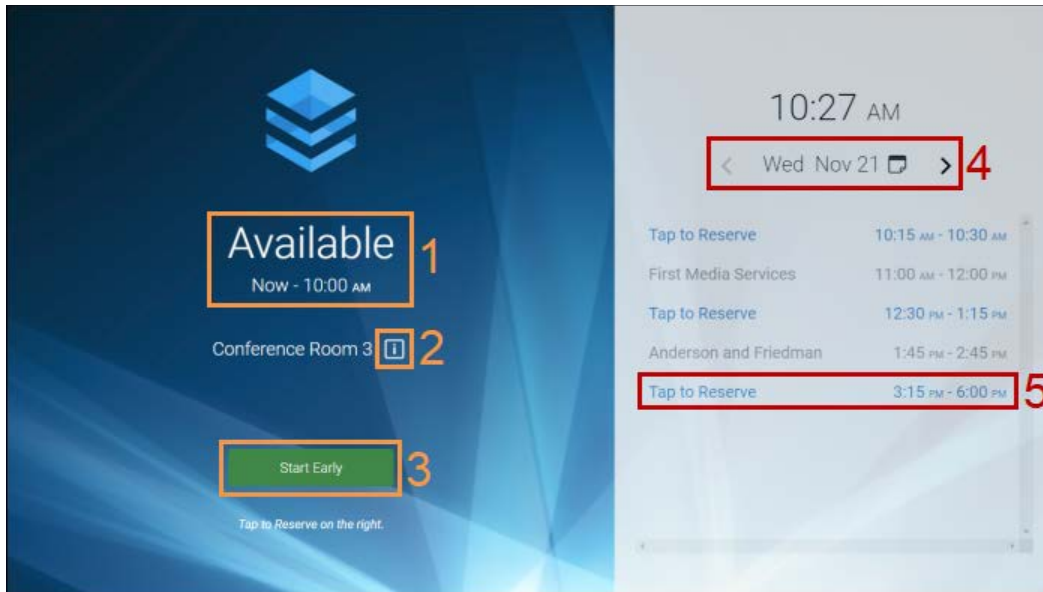 Available
Now - 10:00 AM
1
Conference Room 3
i
2
Start Early
3
Tap to Reserve on the right.
10:27 AM
< Wed Nov 21 >
4
Tap to Reserve 10:15 AM - 10:30 AM
First Media Services 11:00 AM - 12:00 PM
Tap to Reserve 12:30 PM - 1:15 PM
Anderson and Friedman 1:45 PM - 2:45 PM
Tap to Reserve 3:15 PM - 6:00 PM
5